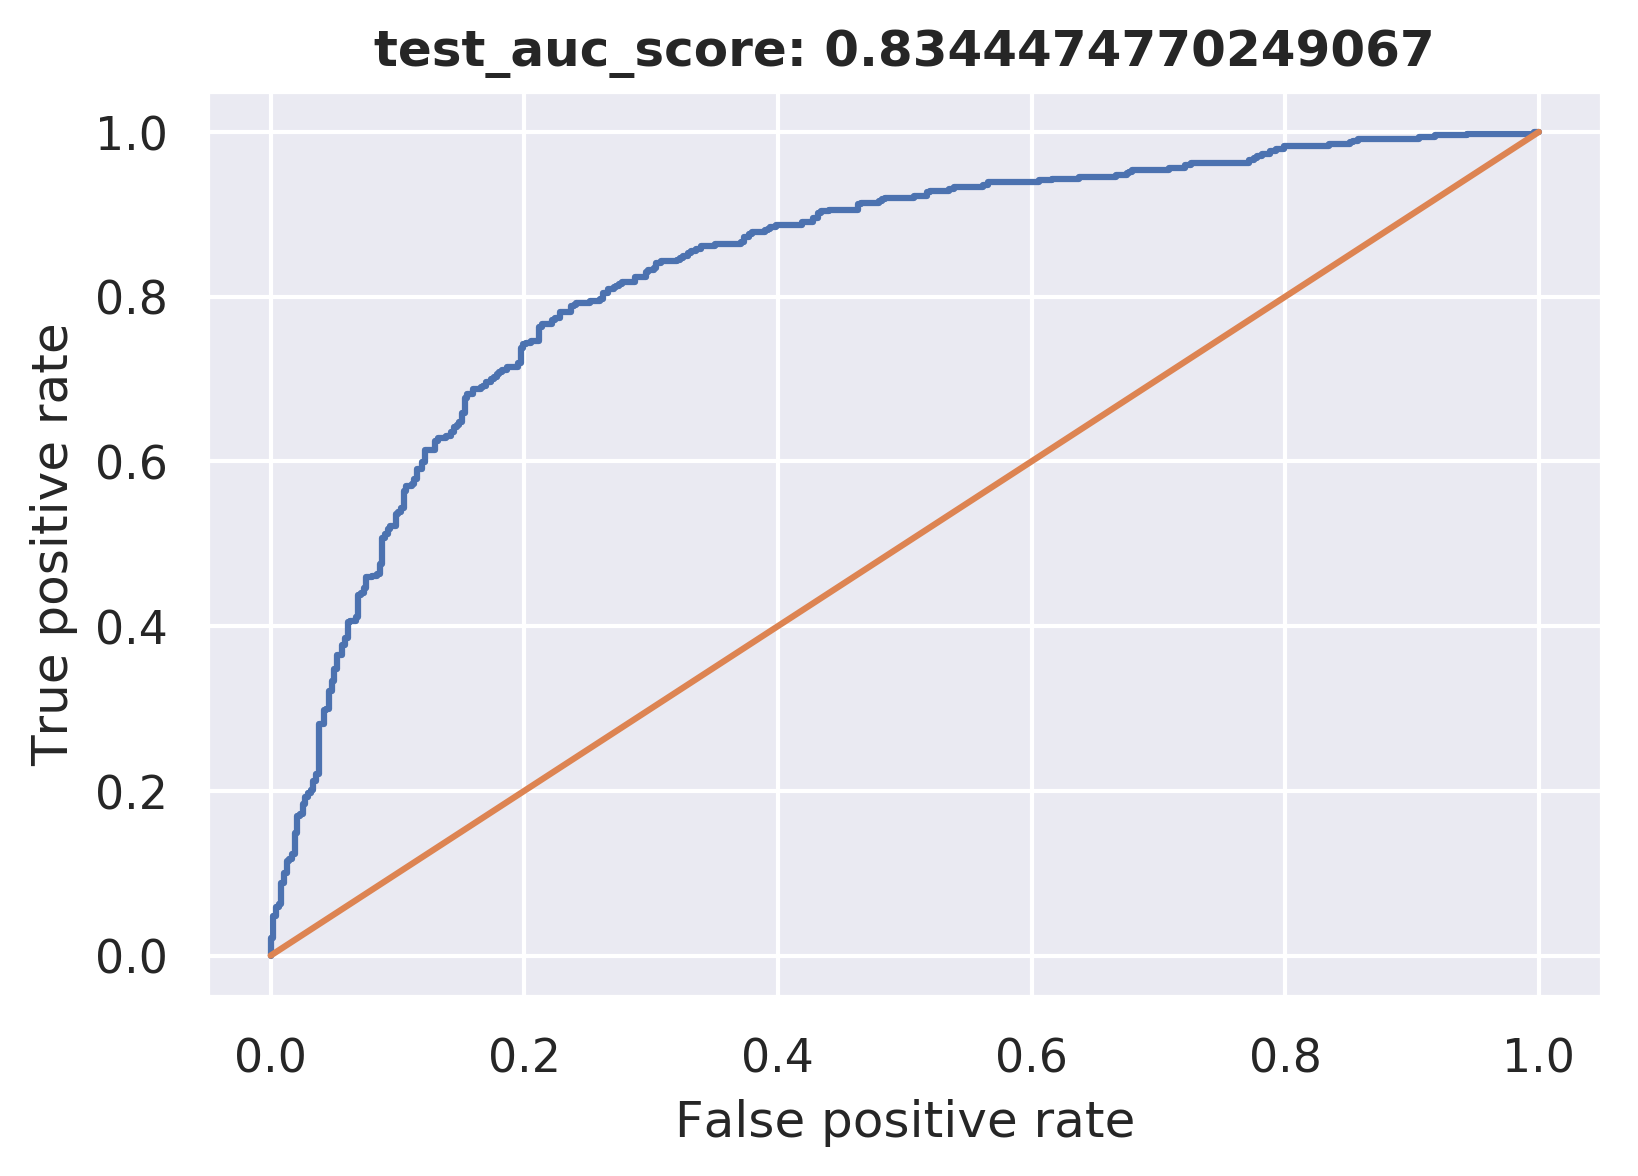 test_auc_score: 0.8344474770249067
True positive rate
1.0
0.8
0.6
0.4
0.2
0.0
0.0 0.2 0.4 0.6 0.8 1.0
False positive rate